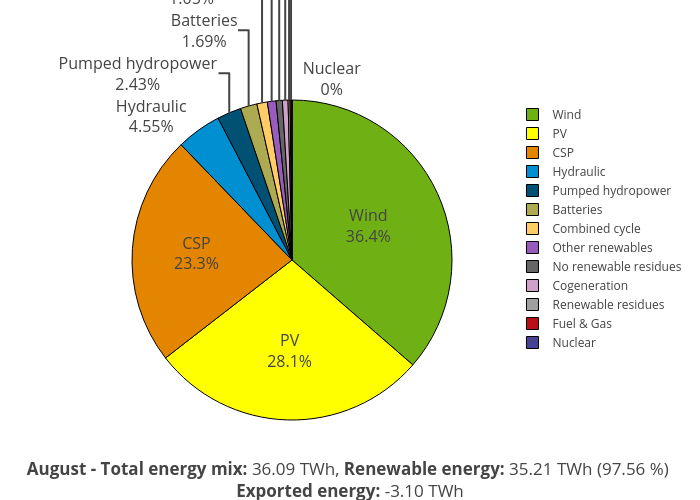 Batteries
1.69%
Pumped hydropower
2.43%
Nuclear
0%
Hydraulic
4.55%
Wind
36.4%
CSP
23.3%
PV
28.1%
Wind
PV
CSP
Hydraulic
Pumped hydropower
Batteries
Combined cycle
Other renewables
No renewable residues
Cogeneration
Renewable residues
Fuel & Gas
Nuclear
August - Total energy mix: 36.09 TWh, Renewable energy: 35.21 TWh (97.56 %)
Exported energy: -3.10 TWh